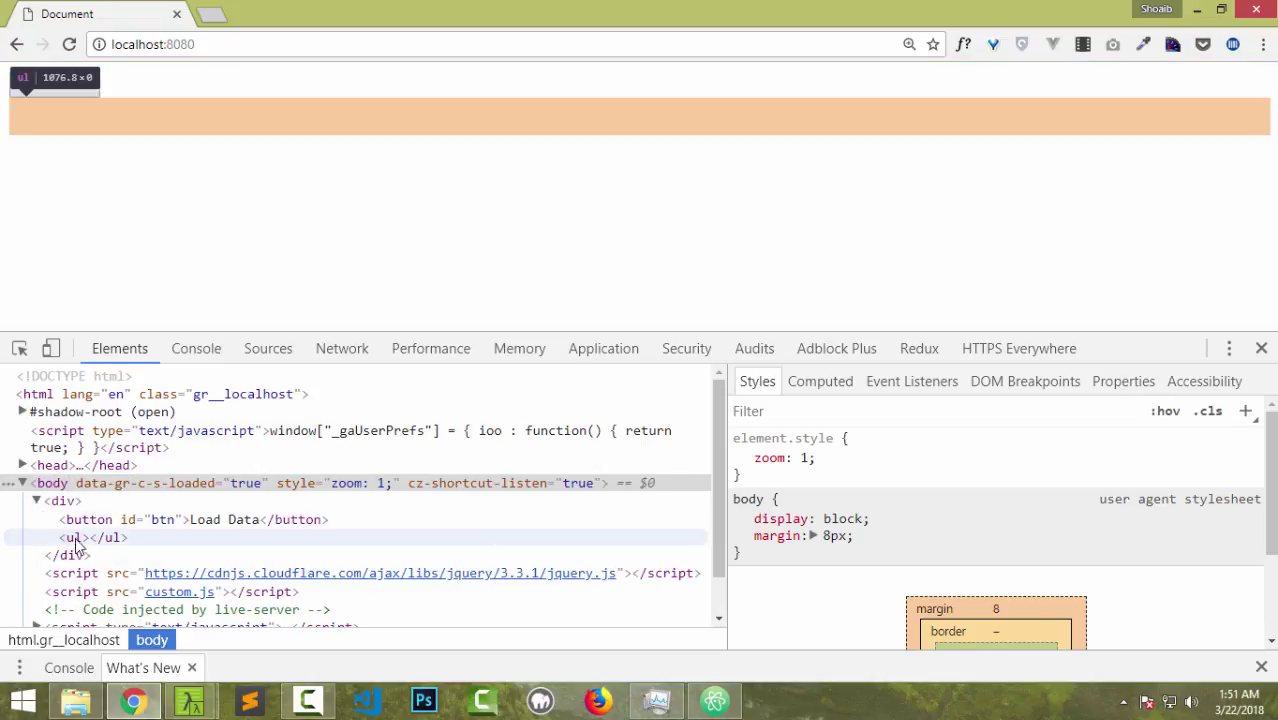 Document
Shoaib
localhost:8080
f?
ul 1076.8×0
Elements Console Sources Network Performance Memory Application Security Audits Adblock Plus Redux HTTPS Everywhere
<!DOCTYPE html>
<html lang="en" class="gr__localhost">
#shadow-root (open)
<script type="text/javascript">window["_gaUserPrefs"] = { ioo : function() { return
true; } }</script>
<head>…</head>
<body data-gr-c-s-loaded="true" style="zoom: 1;" cz-shortcut-listen="true"> == $0
<div>
<button id="btn">Load Data</button>
<ul></ul>
</div>
<script src="https://cdnjs.cloudflare.com/ajax/libs/jquery/3.3.1/jquery.js"></script>
<script src="custom.js"></script>
<!-- Code injected by live-server -->
<script type="text/javascript">…</script>
html.gr__localhost body
Styles Computed Event Listeners DOM Breakpoints Properties Accessibility
Filter :hov .cls +
element.style {
zoom: 1;
}
body { user agent stylesheet
display: block;
margin: 8px;
}
margin 8
border –
Console What's New
Ps
1:51 AM
3/22/2018